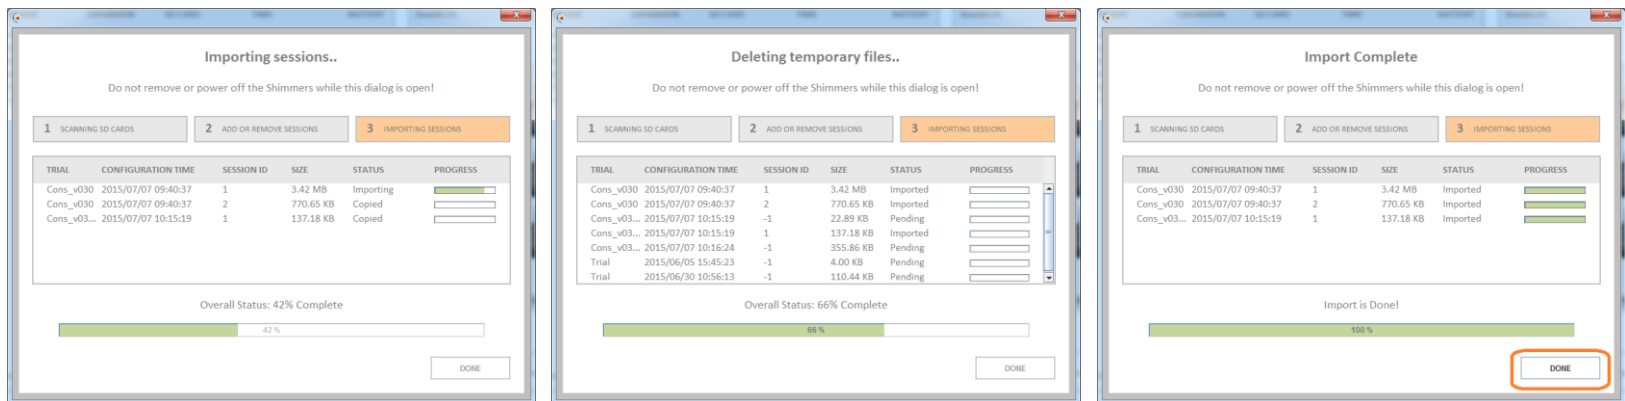 Importing sessions..
Do not remove or power off the Shimmers while this dialog is open!
1 SCANNING SD CARDS 2 ADD OR REMOVE SESSIONS 3 IMPORTING SESSIONS
TRIAL CONFIGURATION TIME SESSION ID SIZE STATUS PROGRESS
Cons_v030 2015/07/07 09:40:37 1 3.42 MB Importing
Cons_v030 2015/07/07 09:40:37 2 770.65 KB Copied
Cons_v03... 2015/07/07 10:15:19 1 137.18 KB Copied
Overall Status: 42% Complete
42 %
DONE
Deleting temporary files..
Do not remove or power off the Shimmers while this dialog is open!
1 SCANNING SD CARDS 2 ADD OR REMOVE SESSIONS 3 IMPORTING SESSIONS
TRIAL CONFIGURATION TIME SESSION ID SIZE STATUS PROGRESS
Cons_v030 2015/07/07 09:40:37 1 3.42 MB Imported
Cons_v030 2015/07/07 09:40:37 2 770.65 KB Imported
Cons_v03... 2015/07/07 10:15:19 -1 22.89 KB Pending
Cons_v03... 2015/07/07 10:15:19 1 137.18 KB Imported
Cons_v03... 2015/07/07 10:16:24 -1 355.86 KB Pending
Trial 2015/06/05 15:45:23 -1 4.00 KB Pending
Trial 2015/06/30 10:56:13 -1 110.44 KB Pending
Overall Status: 66% Complete
66 %
DONE
Import Complete
Do not remove or power off the Shimmers while this dialog is open!
1 SCANNING SD CARDS 2 ADD OR REMOVE SESSIONS 3 IMPORTING SESSIONS
TRIAL CONFIGURATION TIME SESSION ID SIZE STATUS PROGRESS
Cons_v030 2015/07/07 09:40:37 1 3.42 MB Imported
Cons_v030 2015/07/07 09:40:37 2 770.65 KB Imported
Cons_v03... 2015/07/07 10:15:19 1 137.18 KB Imported
Import is Done!
100 %
DONE